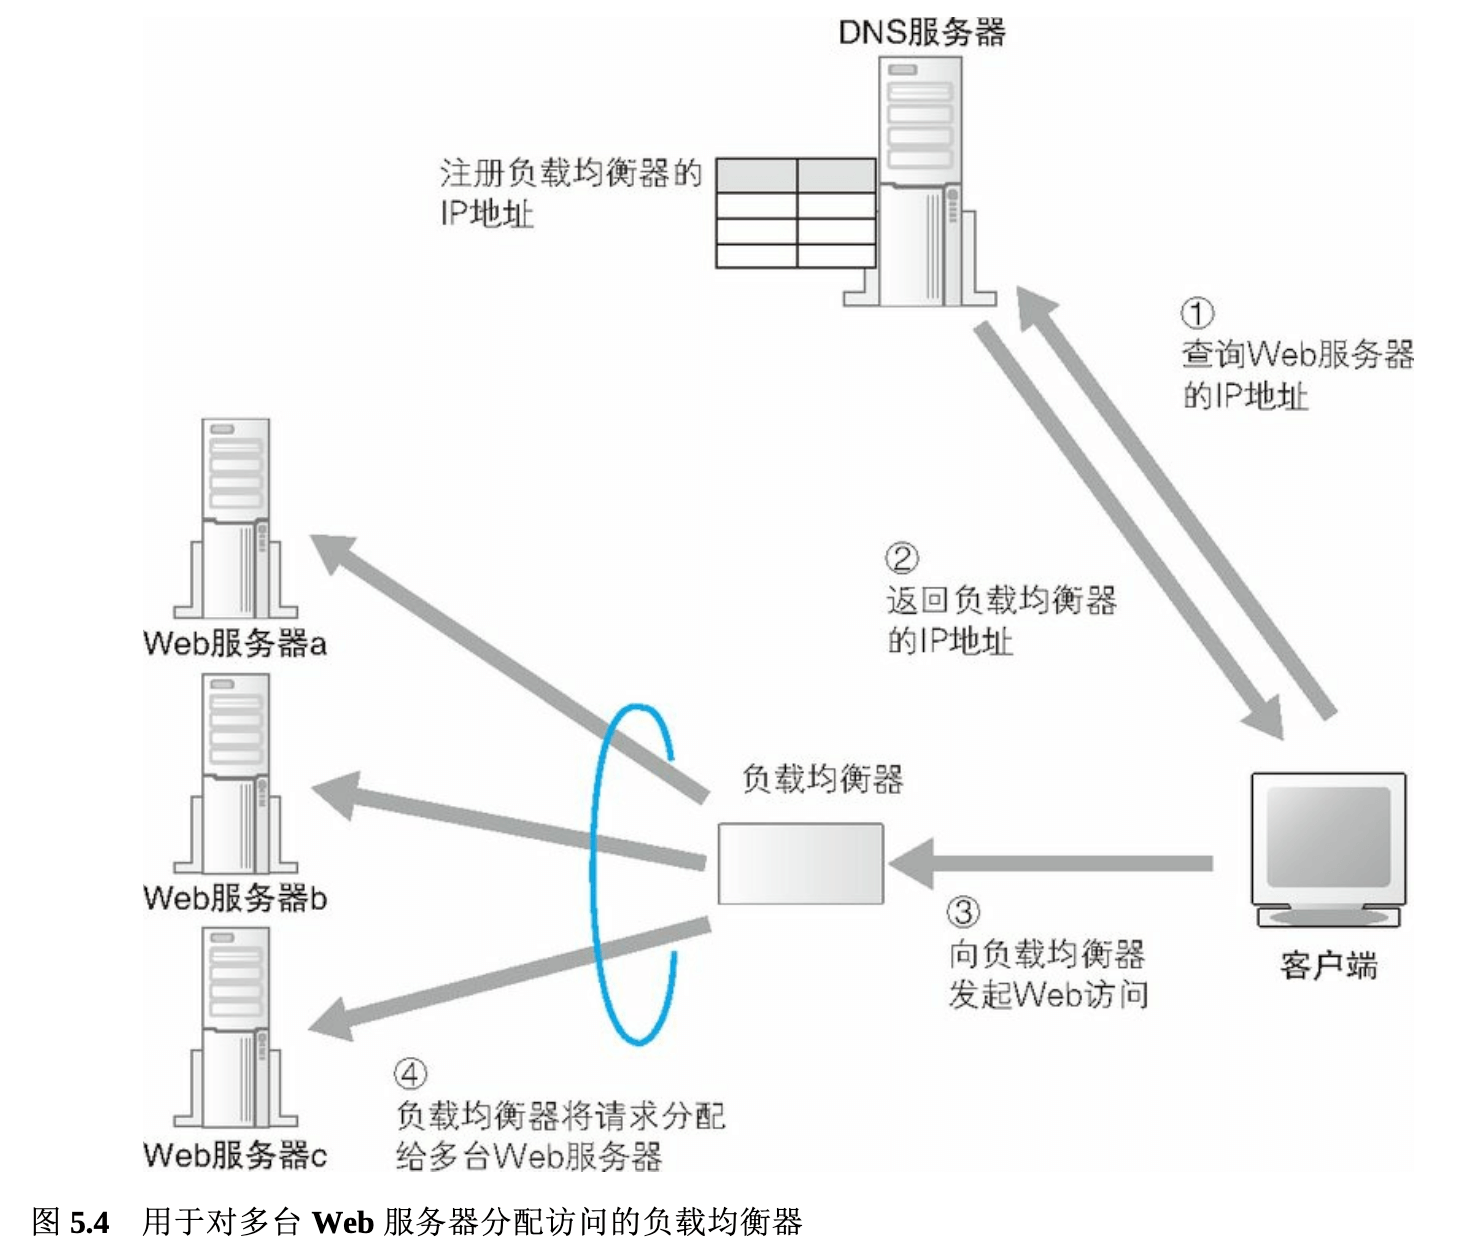 DNS服务器
注册负载均衡器的
IP地址
①
查询Web服务器
的IP地址
②
返回负载均衡器
的IP地址
Web服务器a
负载均衡器
Web服务器b
③
向负载均衡器
发起Web访问
客户端
④
负载均衡器将请求分配
给多台Web服务器
Web服务器c
图 5.4 用于对多台 Web 服务器分配访问的负载均衡器